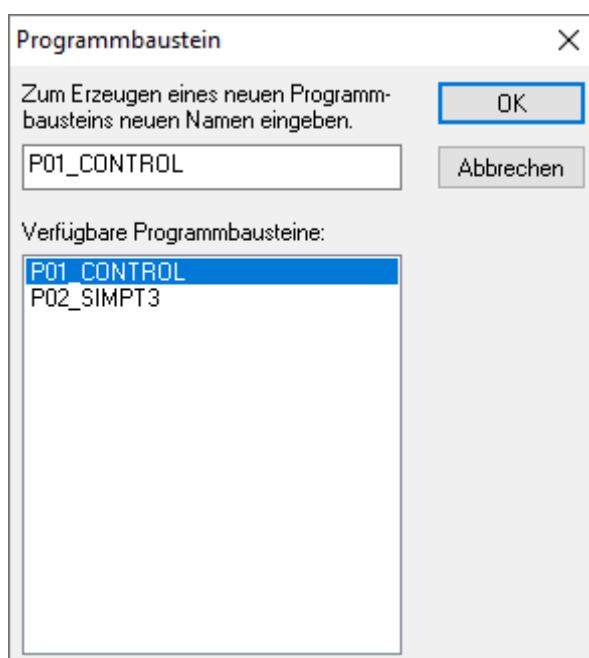 Programmbaustein
Zum Erzeugen eines neuen Programm-
bausteins neuen Namen eingeben.
OK
P01_CONTROL
Abbrechen
Verfügbare Programmbausteine:
P01_CONTROL
P02_SIMPT3